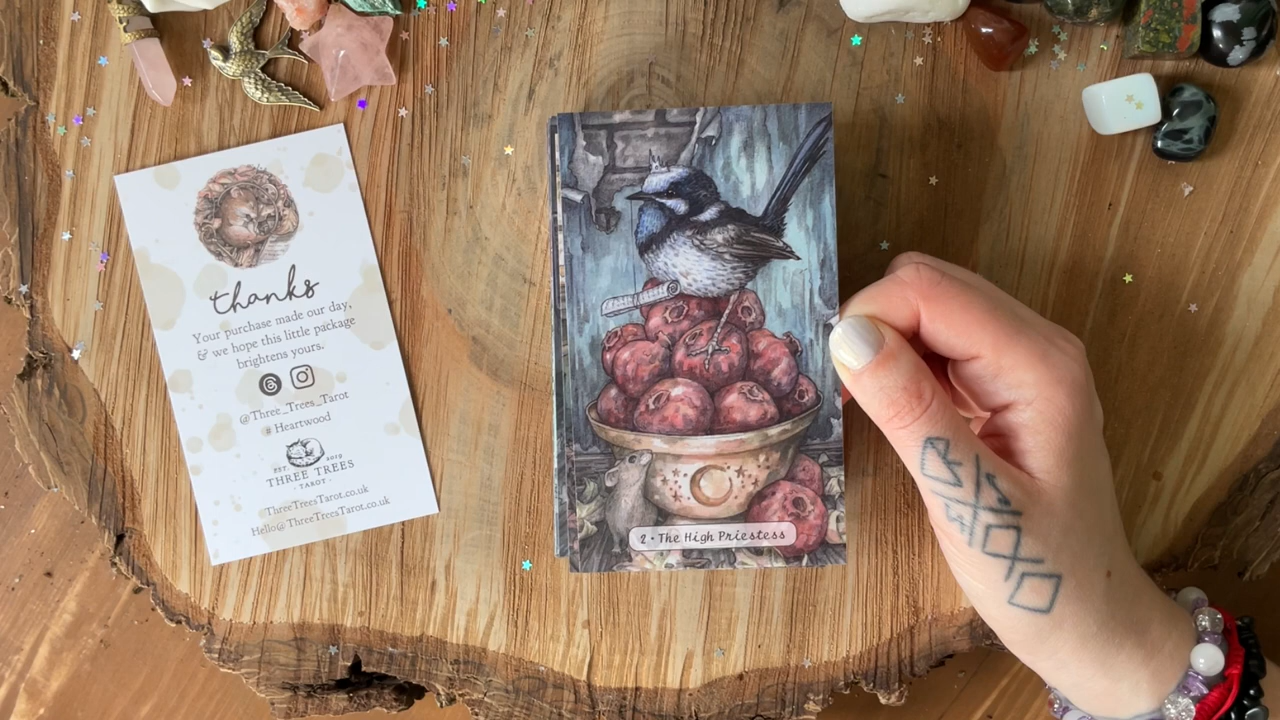 thanks
Your purchase made our day,
& we hope this little package
brightens yours.
@Three_Trees_Tarot
# Heartwood
EST 2019
THREE TREES
· TAROT ·
ThreeTreesTarot.co.uk
Hello@ThreeTreesTarot.co.uk
2 • The High Priestess